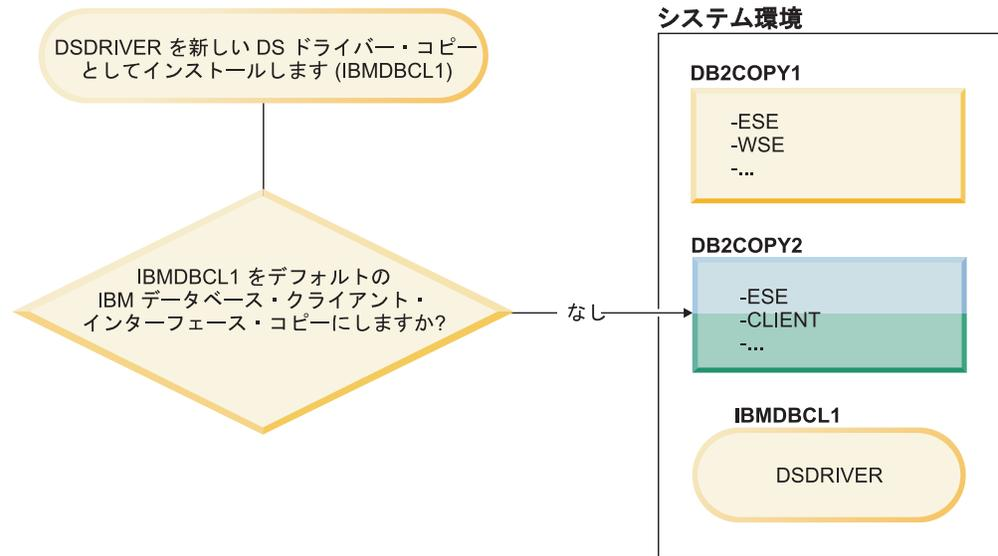 DSDRIVER を新しい DS ドライバー・コピー
としてインストールします (IBMDBCL1)
IBMDBCL1 をデフォルトの
IBM データベース・クライアント・
インターフェース・コピーにしますか?
なし
システム環境
DB2COPY1
-ESE
-WSE
-...
DB2COPY2
-ESE
-CLIENT
-...
IBMDBCL1
DSDRIVER